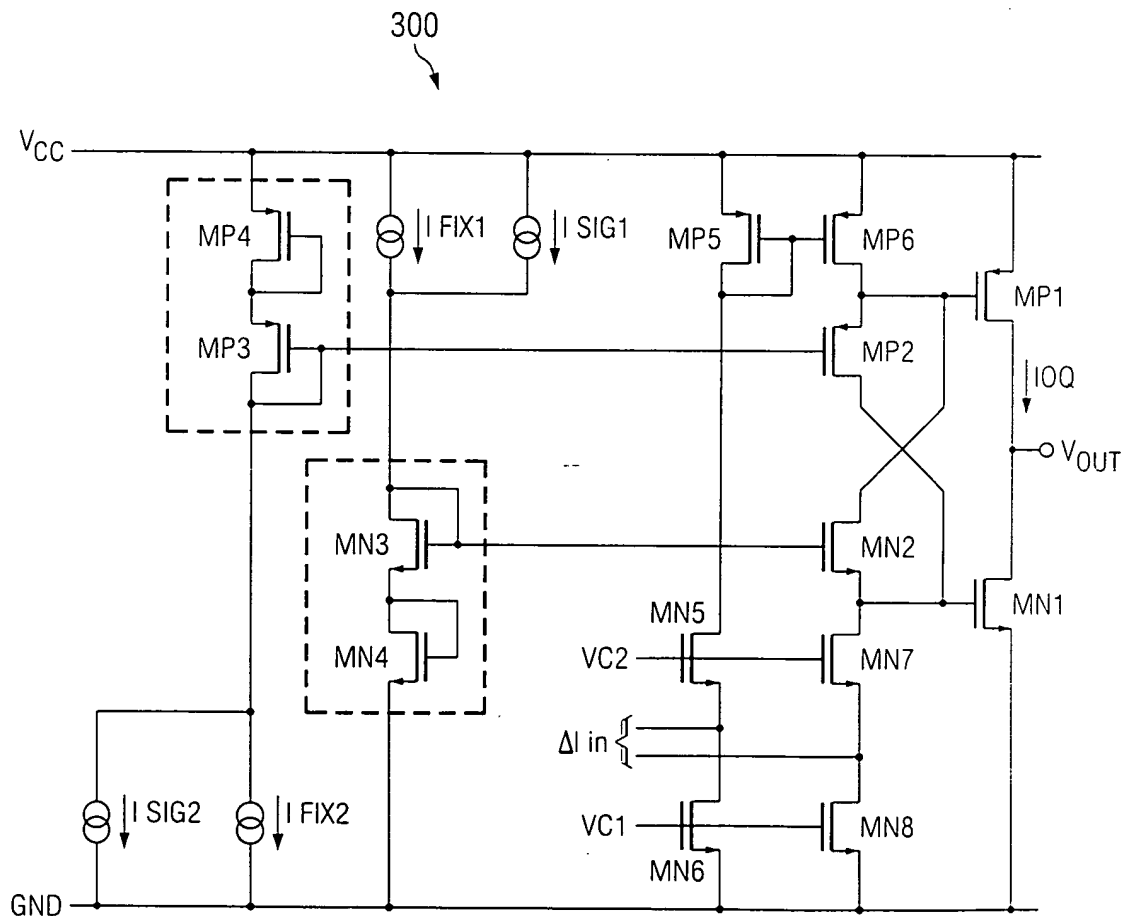 300
VCC
MP4
I FIX1
I SIG1
MP5
MP6
MP1
MP3
MP2
IOQ
VOUT
MN3
MN2
MN5
MN1
MN4
VC2
MN7
ΔI in
I SIG2
I FIX2
VC1
MN8
MN6
GND